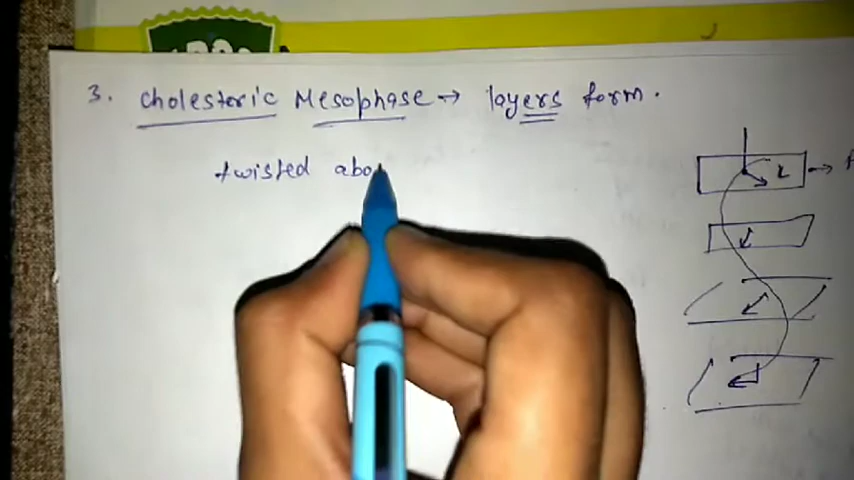 3. Cholesteric Mesophase → layers form.
twisted abo